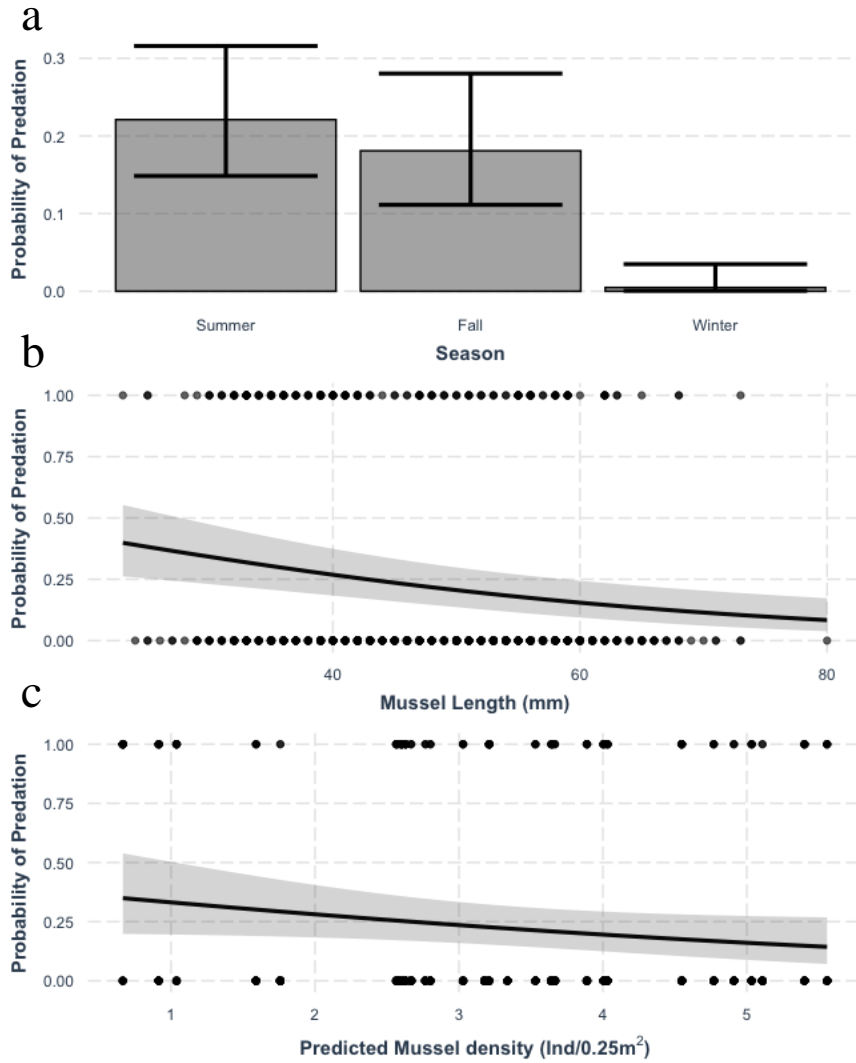 a
Probability of Predation
0.3
0.2
0.1
0.0
Summer Fall Winter
Season
b
Probability of Predation
1.00
0.75
0.50
0.25
0.00
40 60 80
Mussel Length (mm)
c
Probability of Predation
1.00
0.75
0.50
0.25
0.00
1 2 3 4 5
Predicted Mussel density (Ind/0.25m²)